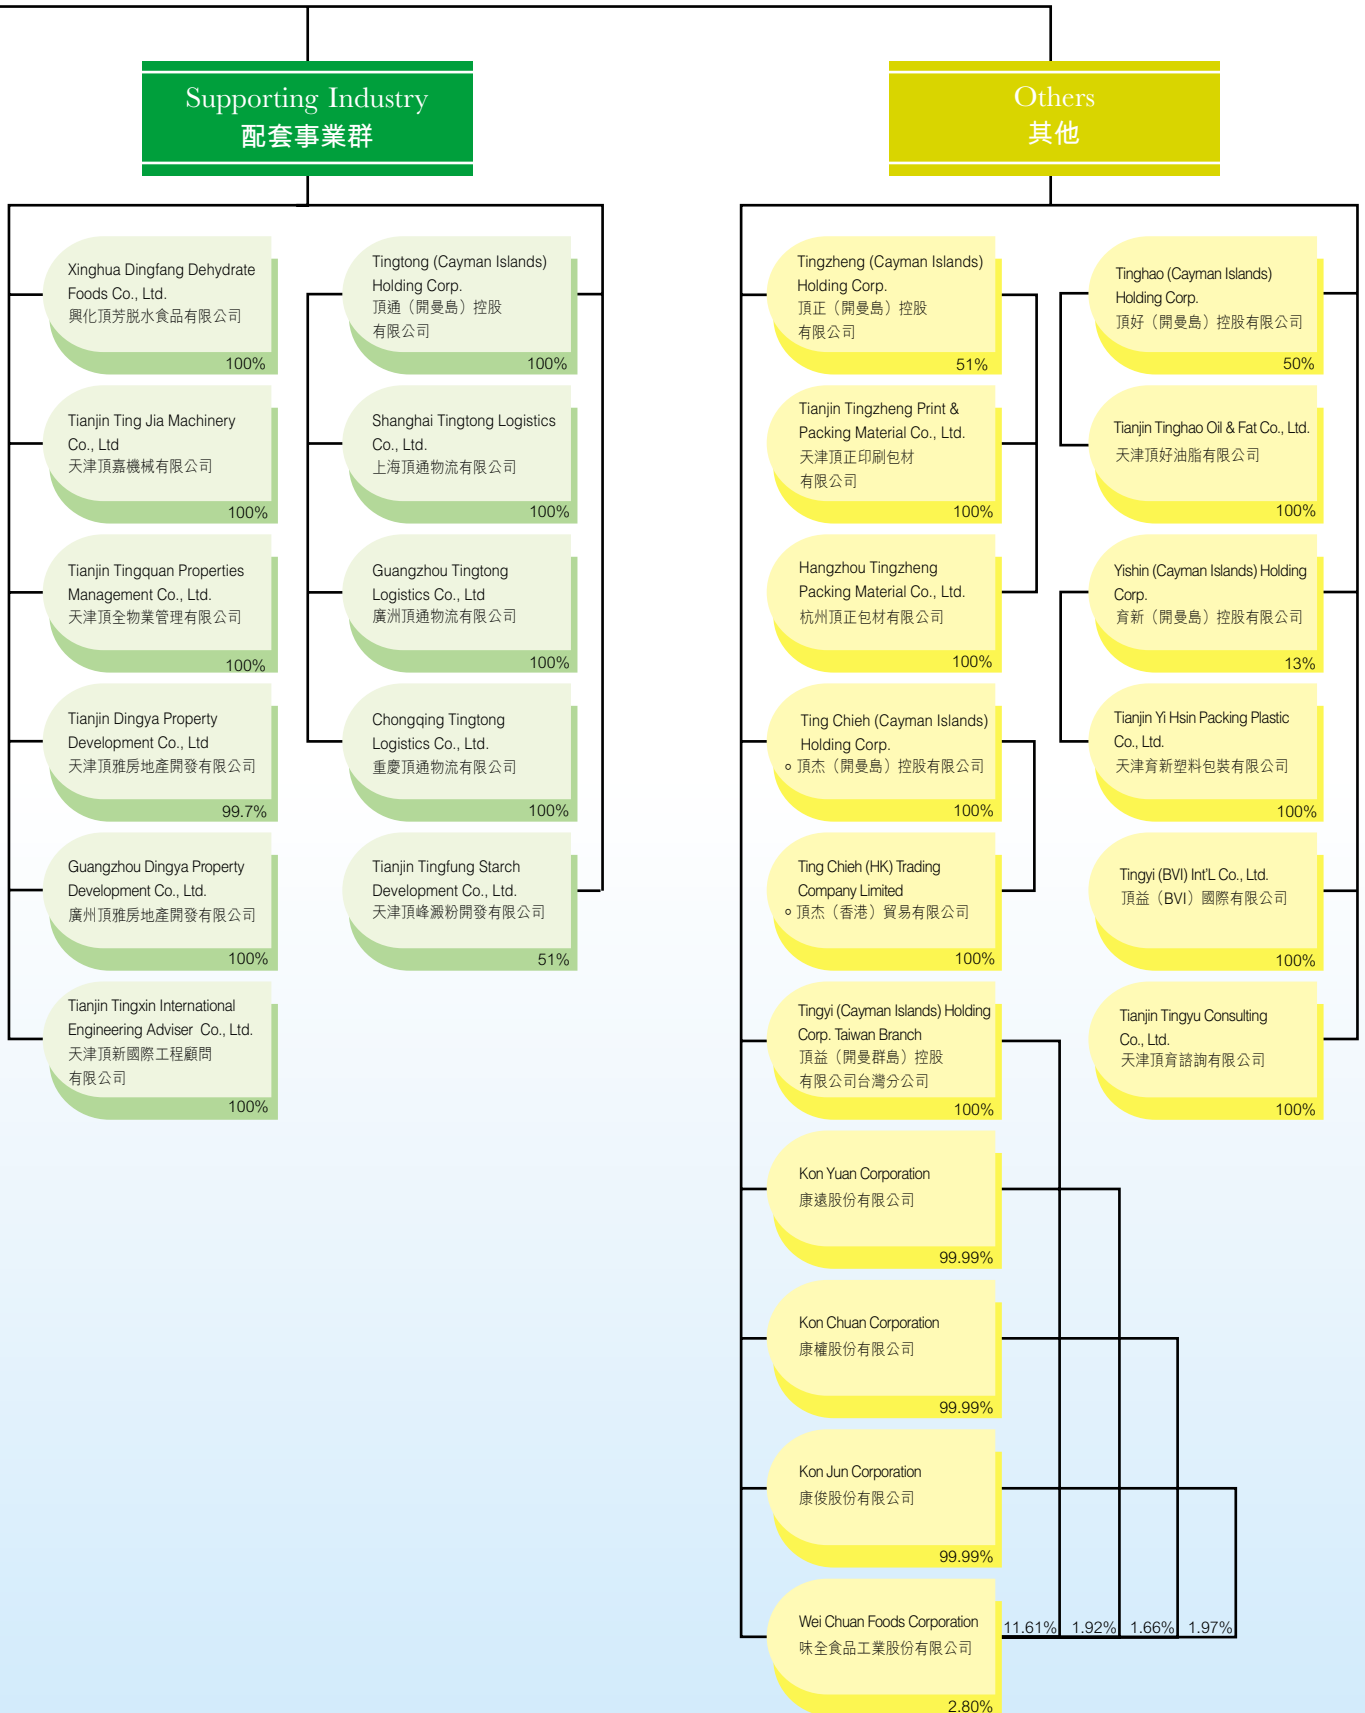 Supporting Industry
配套事業群
Xinghua Dingfang Dehydrate
Foods Co., Ltd.
興化頂芳脱水食品有限公司
100%
Tianjin Ting Jia Machinery
Co., Ltd
天津頂嘉機械有限公司
100%
Tianjin Tingquan Properties
Management Co., Ltd.
天津頂全物業管理有限公司
100%
Tianjin Dingya Property
Development Co., Ltd
天津頂雅房地產開發有限公司
99.7%
Guangzhou Dingya Property
Development Co., Ltd.
廣州頂雅房地產開發有限公司
100%
Tianjin Tingxin International
Engineering Adviser Co., Ltd.
天津頂新國際工程顧問
有限公司
100%
Tingtong (Cayman Islands)
Holding Corp.
頂通（開曼島）控股
有限公司
100%
Shanghai Tingtong Logistics
Co., Ltd.
上海頂通物流有限公司
100%
Guangzhou Tingtong
Logistics Co., Ltd
廣洲頂通物流有限公司
100%
Chongqing Tingtong
Logistics Co., Ltd.
重慶頂通物流有限公司
100%
Tianjin Tingfung Starch
Development Co., Ltd.
天津頂峰澱粉開發有限公司
51%
Others
其他
Tingzheng (Cayman Islands)
Holding Corp.
頂正（開曼島）控股
有限公司
51%
Tianjin Tingzheng Print &
Packing Material Co., Ltd.
天津頂正印刷包材
有限公司
100%
Hangzhou Tingzheng
Packing Material Co., Ltd.
杭州頂正包材有限公司
100%
Ting Chieh (Cayman Islands)
Holding Corp.
。頂杰（開曼島）控股有限公司
100%
Ting Chieh (HK) Trading
Company Limited
。頂杰（香港）貿易有限公司
100%
Tingyi (Cayman Islands) Holding
Corp. Taiwan Branch
頂益（開曼群島）控股
有限公司台灣分公司
100%
Kon Yuan Corporation
康遠股份有限公司
99.99%
Kon Chuan Corporation
康權股份有限公司
99.99%
Kon Jun Corporation
康俊股份有限公司
99.99%
Wei Chuan Foods Corporation
味全食品工業股份有限公司
2.80%
11.61% 1.92% 1.66% 1.97%
Tinghao (Cayman Islands)
Holding Corp.
頂好（開曼島）控股有限公司
50%
Tianjin Tinghao Oil & Fat Co., Ltd.
天津頂好油脂有限公司
100%
Yishin (Cayman Islands) Holding
Corp.
育新（開曼島）控股有限公司
13%
Tianjin Yi Hsin Packing Plastic
Co., Ltd.
天津育新塑料包裝有限公司
100%
Tingyi (BVI) Int'L Co., Ltd.
頂益（BVI）國際有限公司
100%
Tianjin Tingyu Consulting
Co., Ltd.
天津頂育諮詢有限公司
100%